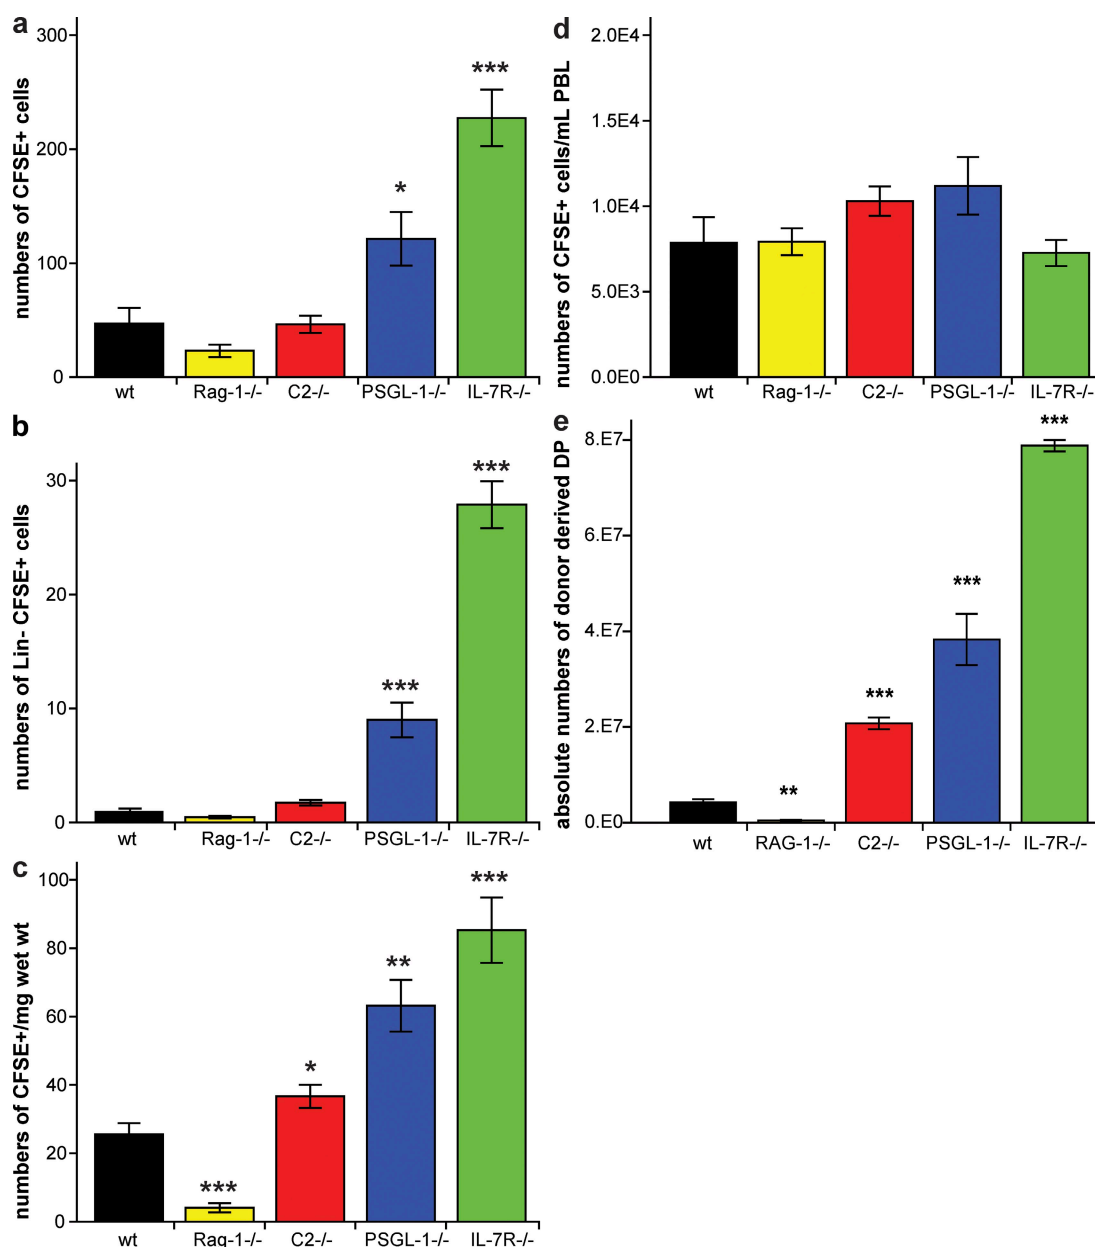 a
numbers of CFSE+ cells
300
200
100
0
*
***
wt Rag-1-/- C2-/- PSGL-1-/- IL-7R-/-
b
numbers of Lin- CFSE+ cells
30
20
10
0
***
***
wt Rag-1-/- C2-/- PSGL-1-/- IL-7R-/-
c
numbers of CFSE+/mg wet wt
100
80
60
40
20
0
***
*
**
***
wt Rag-1-/- C2-/- PSGL-1-/- IL-7R-/-
d
numbers of CFSE+ cells/mL PBL
2.0E4
1.5E4
1.0E4
5.0E3
0.0E0
wt Rag-1-/- C2-/- PSGL-1-/- IL-7R-/-
e
absolute numbers of donor derived DP
8.E7
6.E7
4.E7
2.E7
0.E0
**
***
***
***
wt RAG-1-/- C2-/- PSGL-1-/- IL-7R-/-